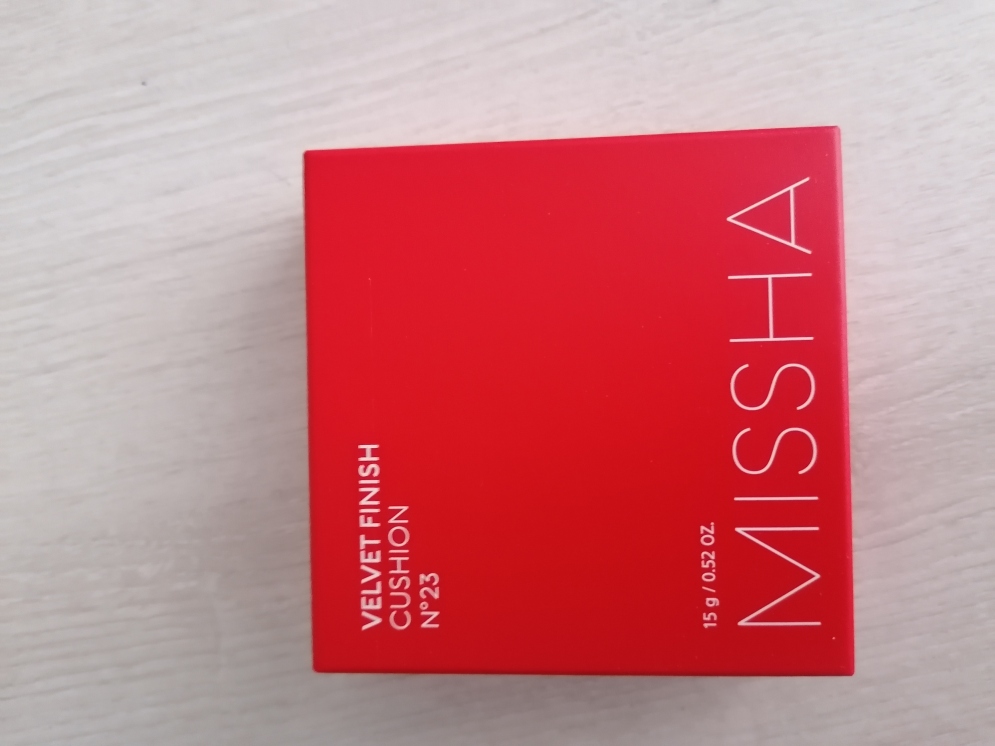 VELVET FINISH
CUSHION
N°23
15 g / 0.52 OZ.
MISSHA